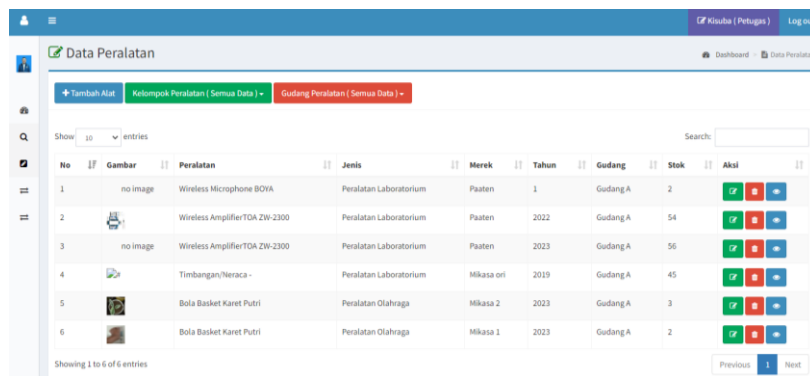 Kisuba ( Petugas ) Log ou
Data Peralatan Dashboard - Data Peralata
+ Tambah Alat Kelompok Peralatan ( Semua Data ) Gudang Peralatan ( Semua Data )
Show 10 entries Search:
No Gambar Peralatan Jenis Merek Tahun Gudang Stok Aksi
1 no image Wireless Microphone BOYA Peralatan Laboratorium Paaten 1 Gudang A 2
2 Wireless AmplifierTOA ZW-2300 Peralatan Laboratorium Paaten 2022 Gudang A 54
3 no image Wireless AmplifierTOA ZW-2300 Peralatan Laboratorium Paaten 2023 Gudang A 56
4 Timbangan/Neraca - Peralatan Laboratorium Mikasa ori 2019 Gudang A 45
5 Bola Basket Karet Putri Peralatan Olahraga Mikasa 2 2023 Gudang A 3
6 Bola Basket Karet Putri Peralatan Olahraga Mikasa 1 2023 Gudang A 2
Showing 1 to 6 of 6 entries Previous 1 Next